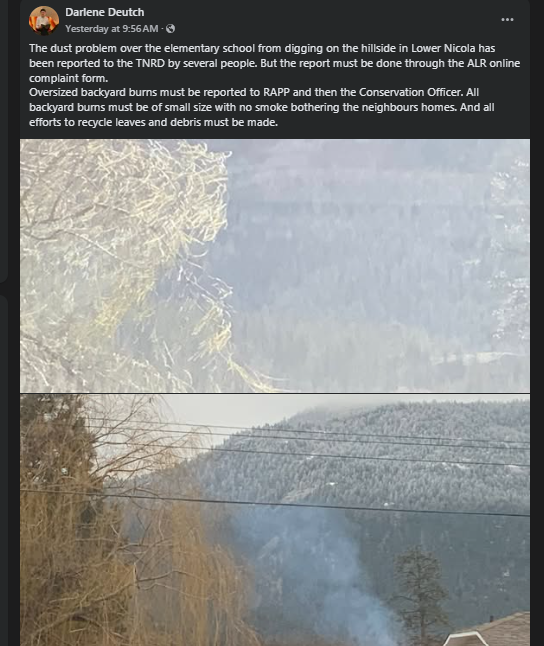 Darlene Deutch
Yesterday at 9:56 AM ·
The dust problem over the elementary school from digging on the hillside in Lower Nicola has
been reported to the TNRD by several people. But the report must be done through the ALR online
complaint form.
Oversized backyard burns must be reported to RAPP and then the Conservation Officer. All
backyard burns must be of small size with no smoke bothering the neighbours homes. And all
efforts to recycle leaves and debris must be made.